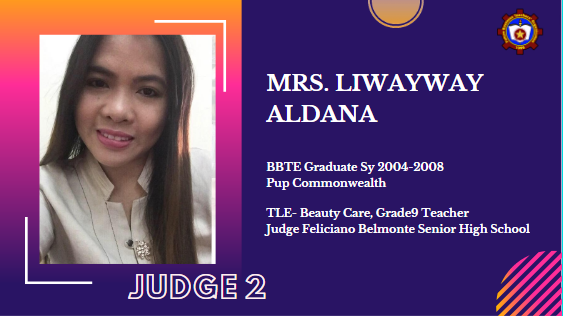 MRS. LIWAYWAY
ALDANA
BBTE Graduate Sy 2004-2008
Pup Commonwealth
TLE- Beauty Care, Grade9 Teacher
Judge Feliciano Belmonte Senior High School
JUDGE 2